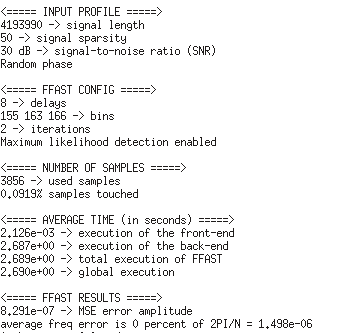 <===== INPUT PROFILE =====>
4193990 -> signal length
50 -> signal sparsity
30 dB -> signal-to-noise ratio (SNR)
Random phase
<===== FFAST CONFIG =====>
8 -> delays
155 163 166 -> bins
2 -> iterations
Maximum likelihood detection enabled
<===== NUMBER OF SAMPLES =====>
3856 -> used samples
0.0919% samples touched
<===== AVERAGE TIME (in seconds) =====>
2.126e-03 -> execution of the front-end
2.687e+00 -> execution of the back-end
2.689e+00 -> total execution of FFAST
2.690e+00 -> global execution
<===== FFAST RESULTS =====>
8.291e-07 -> MSE error amplitude
average freq error is 0 percent of 2PI/N = 1.498e-06